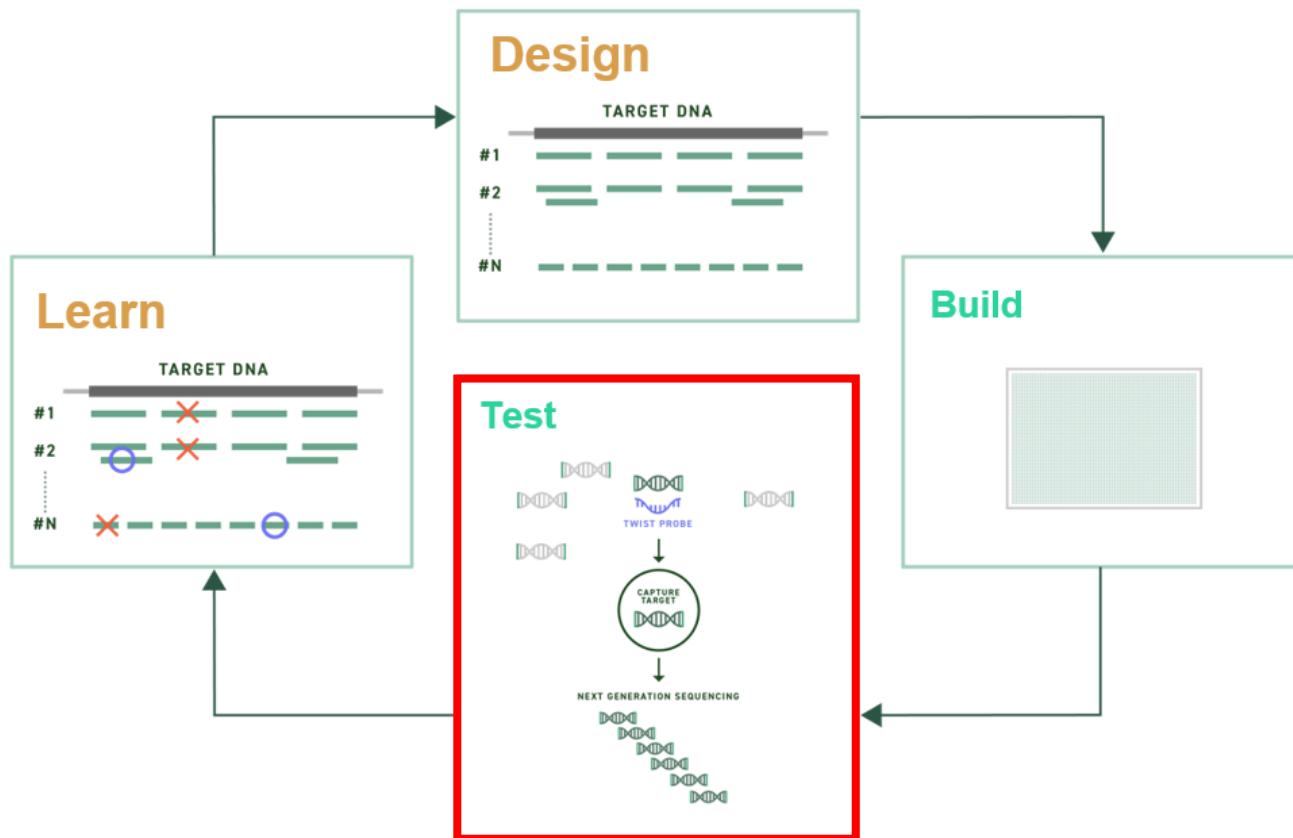 Design
TARGET DNA
#1
#2
#N
Learn
TARGET DNA
#1
#2
#N
Build
Test
TWIST PROBE
CAPTURE
TARGET
NEXT GENERATION SEQUENCING